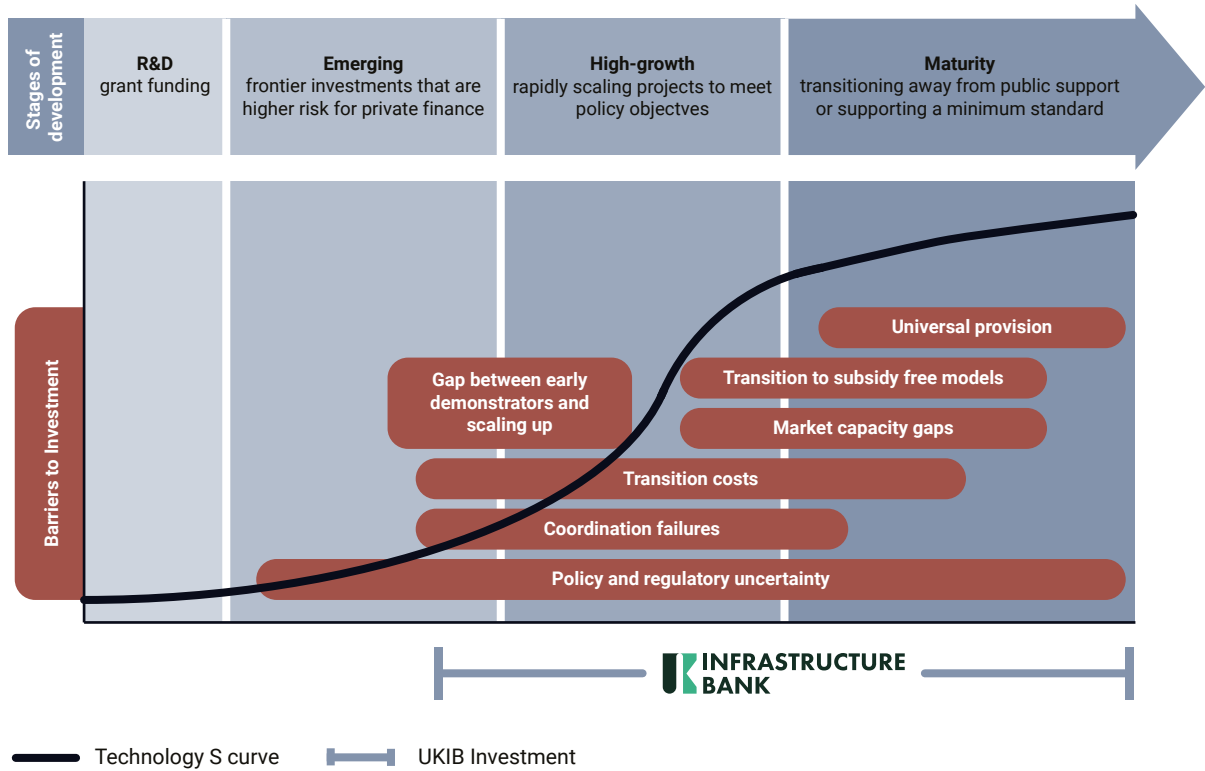 Stages of
development
R&D
grant funding
Emerging
frontier investments that are
higher risk for private finance
High-growth
rapidly scaling projects to meet
policy objectves
Maturity
transitioning away from public support
or supporting a minimum standard
Barriers to Investment
Universal provision
Gap between early
demonstrators and
scaling up
Transition to subsidy free models
Market capacity gaps
Transition costs
Coordination failures
Policy and regulatory uncertainty
UK INFRASTRUCTURE
BANK
Technology S curve
UKIB Investment